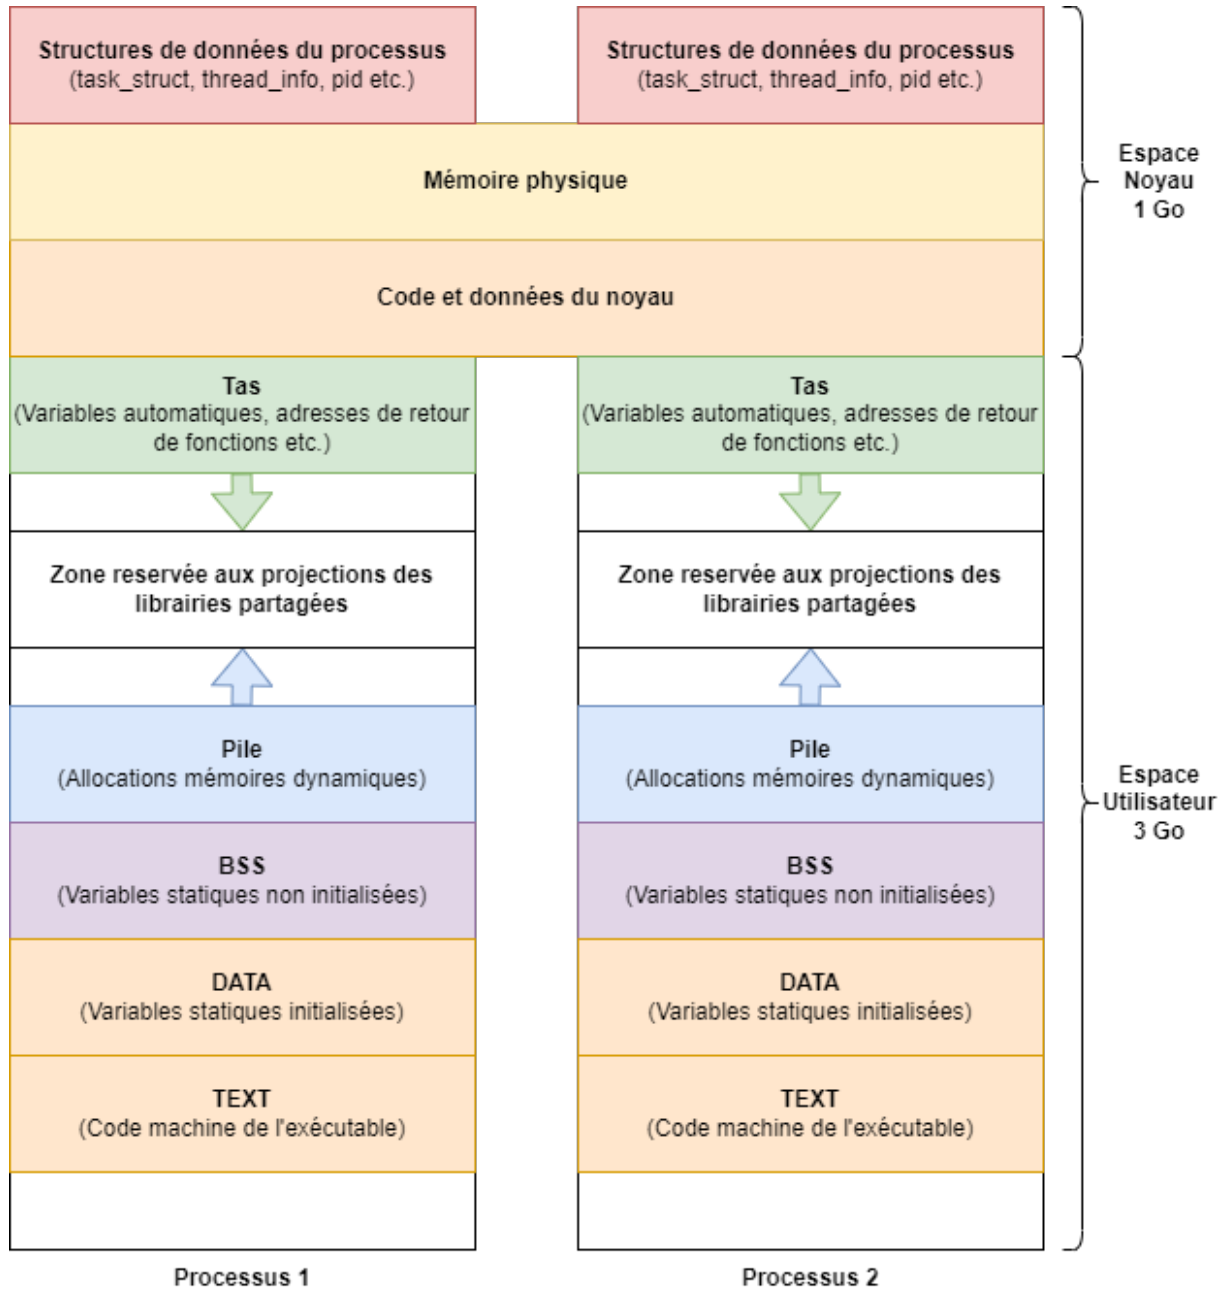 Structures de données du processus
(task_struct, thread_info, pid etc.)
Structures de données du processus
(task_struct, thread_info, pid etc.)
Mémoire physique
Code et données du noyau
Espace
Noyau
1 Go
Tas
(Variables automatiques, adresses de retour
de fonctions etc.)
Zone reservée aux projections des
librairies partagées
Pile
(Allocations mémoires dynamiques)
BSS
(Variables statiques non initialisées)
DATA
(Variables statiques initialisées)
TEXT
(Code machine de l'exécutable)
Processus 1
Tas
(Variables automatiques, adresses de retour
de fonctions etc.)
Zone reservée aux projections des
librairies partagées
Pile
(Allocations mémoires dynamiques)
BSS
(Variables statiques non initialisées)
DATA
(Variables statiques initialisées)
TEXT
(Code machine de l'exécutable)
Processus 2
Espace
Utilisateur
3 Go